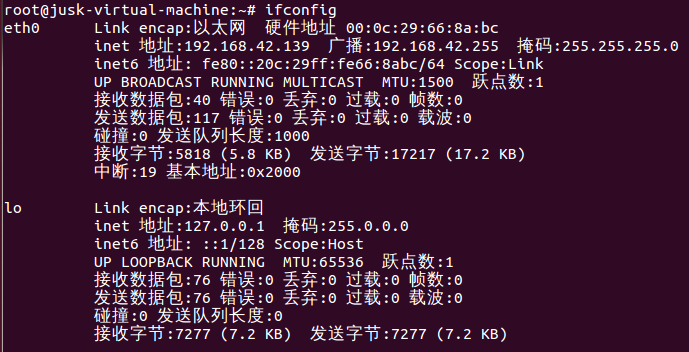 root@jusk-virtual-machine:~# ifconfig
eth0      Link encap:以太网  硬件地址 00:0c:29:66:8a:bc
          inet 地址:192.168.42.139  广播:192.168.42.255  掩码:255.255.255.0
          inet6 地址: fe80::20c:29ff:fe66:8abc/64 Scope:Link
          UP BROADCAST RUNNING MULTICAST  MTU:1500  跃点数:1
          接收数据包:40 错误:0 丢弃:0 过载:0 帧数:0
          发送数据包:117 错误:0 丢弃:0 过载:0 载波:0
          碰撞:0 发送队列长度:1000
          接收字节:5818 (5.8 KB)  发送字节:17217 (17.2 KB)
          中断:19 基本地址:0x2000
lo        Link encap:本地环回
          inet 地址:127.0.0.1  掩码:255.0.0.0
          inet6 地址: ::1/128 Scope:Host
          UP LOOPBACK RUNNING  MTU:65536  跃点数:1
          接收数据包:76 错误:0 丢弃:0 过载:0 帧数:0
          发送数据包:76 错误:0 丢弃:0 过载:0 载波:0
          碰撞:0 发送队列长度:0
          接收字节:7277 (7.2 KB)  发送字节:7277 (7.2 KB)